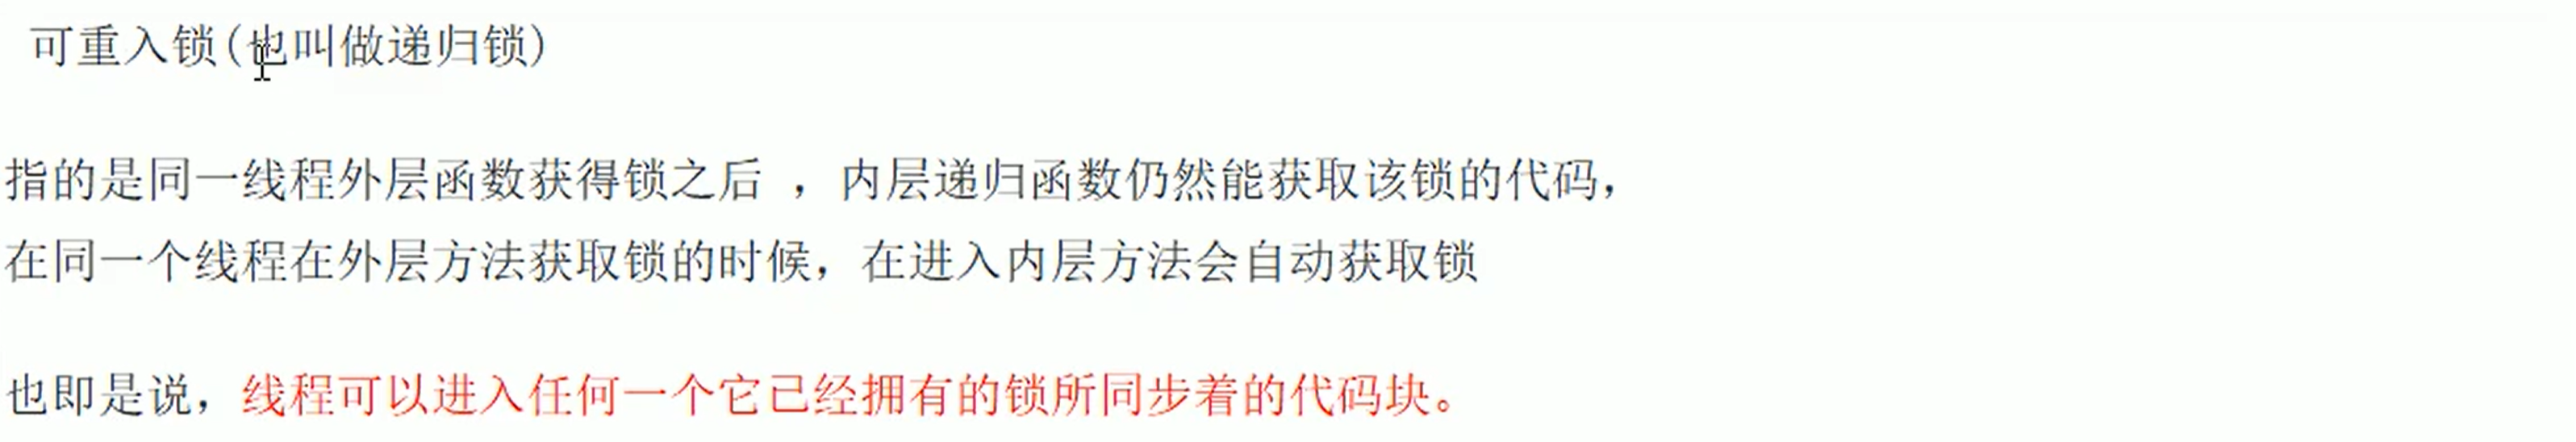 可重入锁(也叫做递归锁)
指的是同一线程外层函数获得锁之后 ，内层递归函数仍然能获取该锁的代码，
在同一个线程在外层方法获取锁的时候，在进入内层方法会自动获取锁
也即是说，线程可以进入任何一个它已经拥有的锁所同步着的代码块。